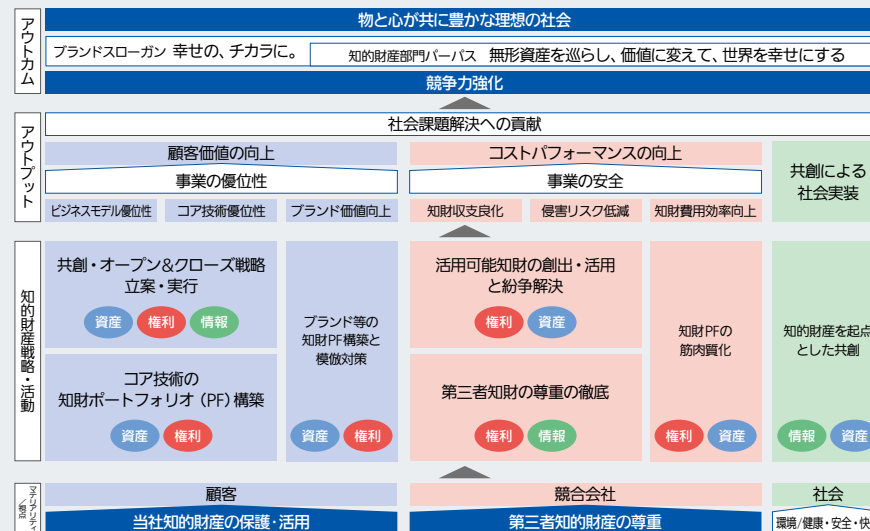 アウトカム
物と心が共に豊かな理想の社会
ブランドスローガン 幸せの、チカラに。
知的財産部門パーパス 無形資産を巡らし、価値に変えて、世界を幸せにする
競争力強化
アウトプット
社会課題解決への貢献
顧客価値の向上
事業の優位性
ビジネスモデル優位性
コア技術優位性
ブランド価値向上
コストパフォーマンスの向上
事業の安全
知財収支良化
侵害リスク低減
知財費用効率向上
共創による
社会実装
知的財産戦略・活動
共創・オープン&クローズ戦略
立案・実行
資産
権利
情報
コア技術の
知財ポートフォリオ（PF）構築
資産
権利
ブランド等の
知財PF構築と
模倣対策
資産
権利
活用可能知財の創出・活用
と紛争解決
権利
資産
第三者知財の尊重の徹底
権利
情報
知財PFの
筋肉質化
権利
資産
知的財産を起点
とした共創
情報
資産
マテリアリティ
／視点
顧客
当社知的財産の保護・活用
競合会社
第三者知的財産の尊重
社会
環境/健康・安全・快